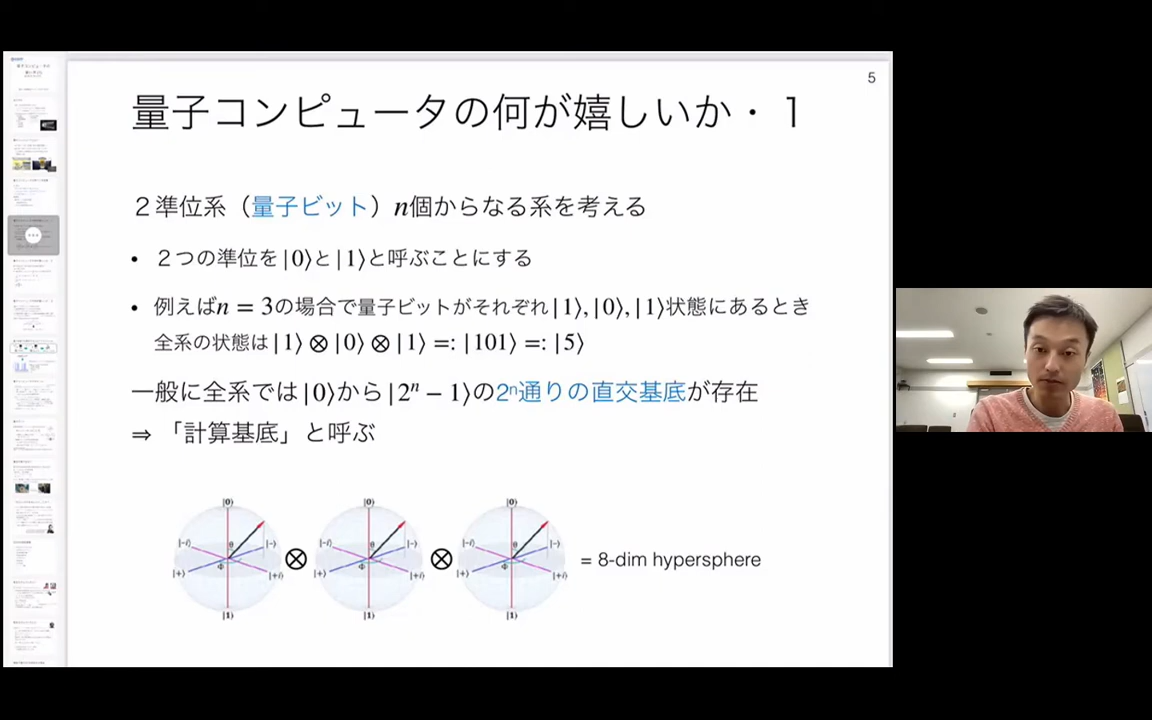 5
量子コンピュータの何が嬉しいか・1
２準位系（量子ビット）n個からなる系を考える
• ２つの準位を|0⟩と|1⟩と呼ぶことにする
• 例えばn = 3の場合で量子ビットがそれぞれ|1⟩,|0⟩,|1⟩状態にあるとき
全系の状態は|1⟩⊗|0⟩⊗|1⟩ =: |101⟩ =: |5⟩
一般に全系では|0⟩から|2ⁿ − 1⟩の2ⁿ通りの直交基底が存在
⇒ 「計算基底」と呼ぶ
|0⟩ |0⟩ |0⟩
|-i⟩ θ |-⟩ |-i⟩ θ |-⟩ |-i⟩ θ |-⟩
⊗ ⊗ = 8-dim hypersphere
|+⟩ Φ |+i⟩ |+⟩ Φ |+i⟩ |+⟩ Φ |+i⟩
|1⟩ |1⟩ |1⟩